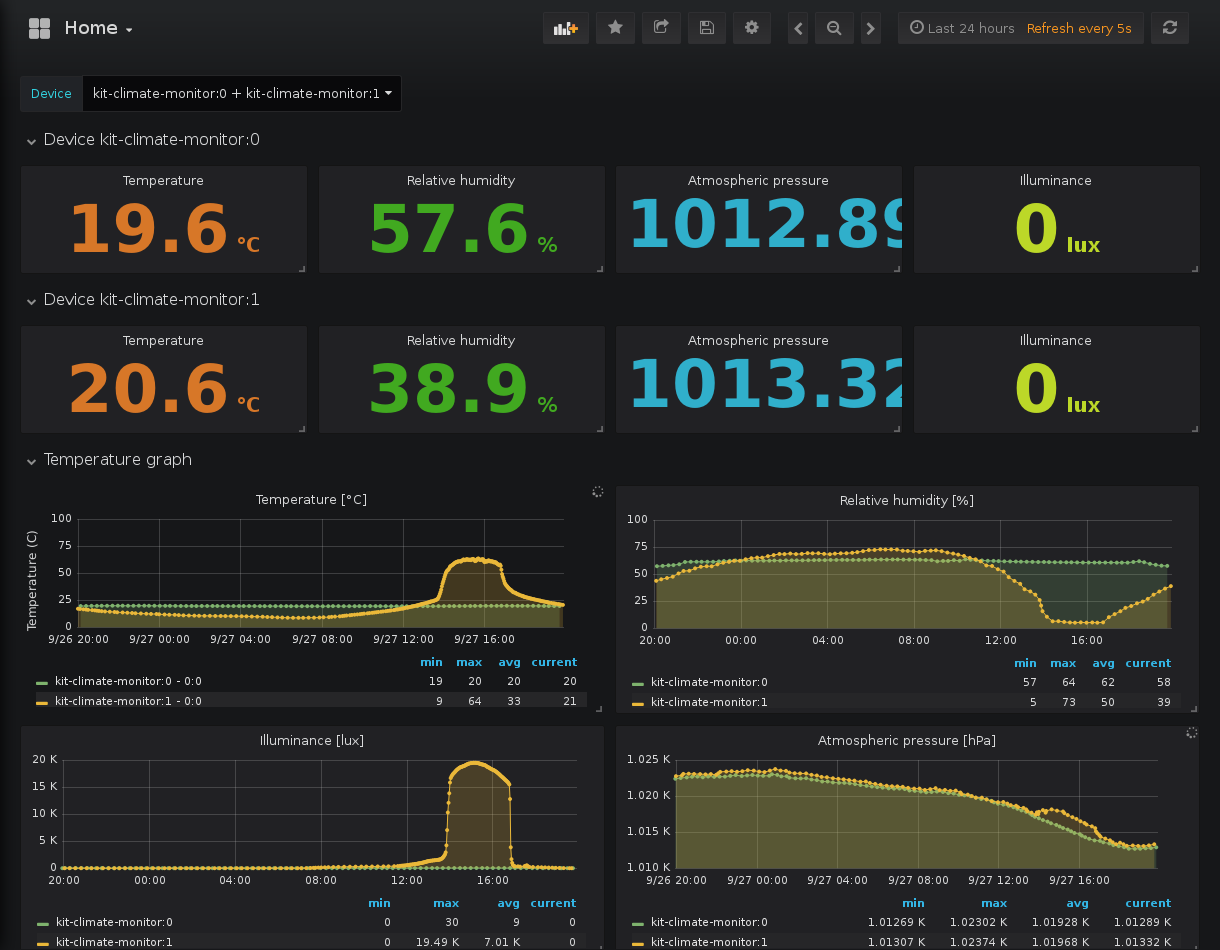 Home
Last 24 hours Refresh every 5s
Device kit-climate-monitor:0 + kit-climate-monitor:1
Device kit-climate-monitor:0
Temperature Relative humidity Atmospheric pressure Illuminance
19.6 °C 57.6 % 1012.89 0 lux
Device kit-climate-monitor:1
Temperature Relative humidity Atmospheric pressure Illuminance
20.6 °C 38.9 % 1013.32 0 lux
Temperature graph
Temperature [°C]
Temperature (C)
100
75
50
25
0
9/26 20:00 9/27 00:00 9/27 04:00 9/27 08:00 9/27 12:00 9/27 16:00
min max avg current
kit-climate-monitor:0 - 0:0 19 20 20 20
kit-climate-monitor:1 - 0:0 9 64 33 21
Relative humidity [%]
100
75
50
25
0
20:00 00:00 04:00 08:00 12:00 16:00
min max avg current
kit-climate-monitor:0 57 64 62 58
kit-climate-monitor:1 5 73 50 39
Illuminance [lux]
20 K
15 K
10 K
5 K
0
20:00 00:00 04:00 08:00 12:00 16:00
min max avg current
kit-climate-monitor:0 0 30 9 0
kit-climate-monitor:1 0 19.49 K 7.01 K 0
Atmospheric pressure [hPa]
1.025 K
1.020 K
1.015 K
1.010 K
9/26 20:00 9/27 00:00 9/27 04:00 9/27 08:00 9/27 12:00 9/27 16:00
min max avg current
kit-climate-monitor:0 1.01269 K 1.02302 K 1.01928 K 1.01289 K
kit-climate-monitor:1 1.01307 K 1.02374 K 1.01968 K 1.01332 K